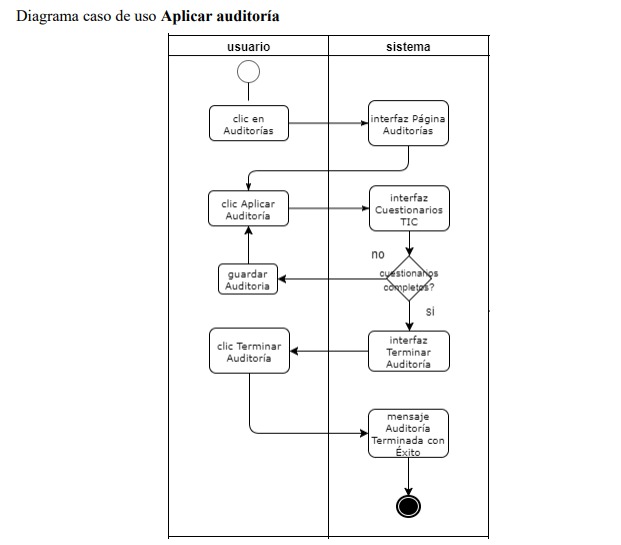 Diagrama caso de uso Aplicar auditoría
usuario
sistema
clic en
Auditorías
interfaz Página
Auditorías
clic Aplicar
Auditoría
interfaz
Cuestionarios
TIC
no
cuestionarios
completos?
guardar
Auditoria
si
clic Terminar
Auditoría
interfaz
Terminar
Auditoría
mensaje
Auditoría
Terminada con
Éxito